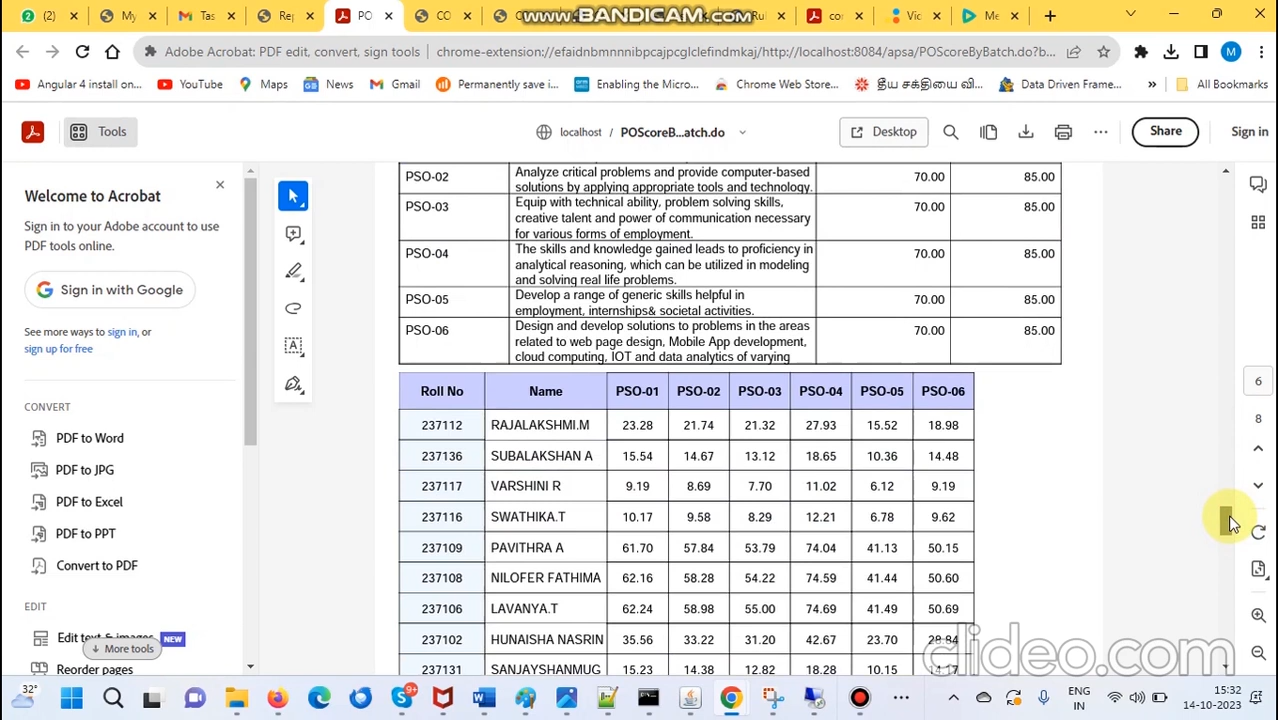 (2)
My
Tas
Rep
PO
CO
WWW.BANDICAM.COM
Rul
cor
Vic
Me
Adobe Acrobat: PDF edit, convert, sign tools
chrome-extension://efaidnbmnnnibpcajpcglclefindmkaj/http://localhost:8084/apsa/POScoreByBatch.do?b...
M
Angular 4 install on...
YouTube
Maps
News
Gmail
Permanently save i...
Enabling the Micro...
Chrome Web Store...
தீய சக்தியை வி...
Data Driven Frame...
»
All Bookmarks
Tools
localhost / POScoreB...atch.do
Desktop
Share
Sign in
Welcome to Acrobat
Sign in to your Adobe account to use
PDF tools online.
Sign in with Google
See more ways to sign in, or
sign up for free
CONVERT
PDF to Word
PDF to JPG
PDF to Excel
PDF to PPT
Convert to PDF
EDIT
Edit text & images NEW
More tools
Reorder pages
PSO-02 Analyze critical problems and provide computer-based 70.00 85.00
solutions by applying appropriate tools and technology.
PSO-03 Equip with technical ability, problem solving skills, 70.00 85.00
creative talent and power of communication necessary
for various forms of employment.
PSO-04 The skills and knowledge gained leads to proficiency in 70.00 85.00
analytical reasoning, which can be utilized in modeling
and solving real life problems.
PSO-05 Develop a range of generic skills helpful in 70.00 85.00
employment, internships& societal activities.
PSO-06 Design and develop solutions to problems in the areas 70.00 85.00
related to web page design, Mobile App development,
cloud computing, IOT and data analytics of varying
Roll No Name PSO-01 PSO-02 PSO-03 PSO-04 PSO-05 PSO-06
237112 RAJALAKSHMI.M 23.28 21.74 21.32 27.93 15.52 18.98
237136 SUBALAKSHAN A 15.54 14.67 13.12 18.65 10.36 14.48
237117 VARSHINI R 9.19 8.69 7.70 11.02 6.12 9.19
237116 SWATHIKA.T 10.17 9.58 8.29 12.21 6.78 9.62
237109 PAVITHRA A 61.70 57.84 53.79 74.04 41.13 50.15
237108 NILOFER FATHIMA 62.16 58.28 54.22 74.59 41.44 50.60
237106 LAVANYA.T 62.24 58.98 55.00 74.69 41.49 50.69
237102 HUNAISHA NASRIN 35.56 33.22 31.20 42.67 23.70 28.84
237131 SANJAYSHANMUG 15.23 14.38 12.82 18.28 10.15 14.17
6
8
clideo.com
32°
9+
ENG
IN
15:32
14-10-2023